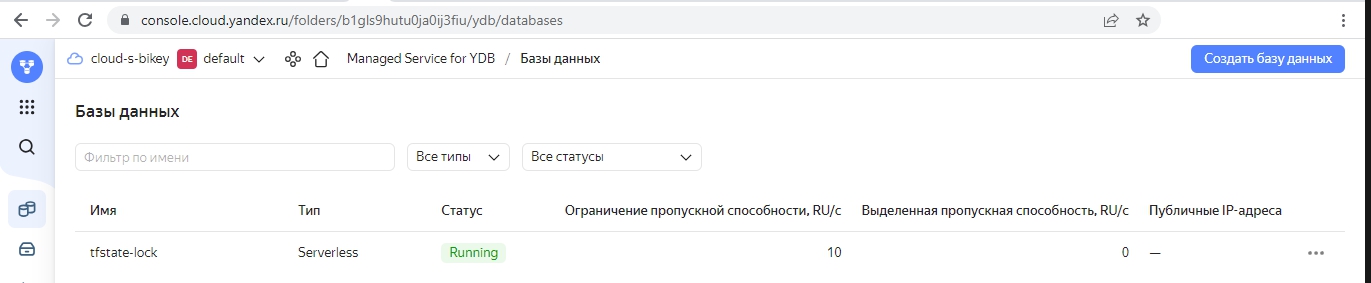 console.cloud.yandex.ru/folders/b1gls9hutu0ja0ij3fiu/ydb/databases
cloud-s-bikey DE default Managed Service for YDB / Базы данных Создать базу данных
Базы данных
Фильтр по имени Все типы Все статусы
Имя Тип Статус Ограничение пропускной способности, RU/с Выделенная пропускная способность, RU/с Публичные IP-адреса
tfstate-lock Serverless Running 10 0 —